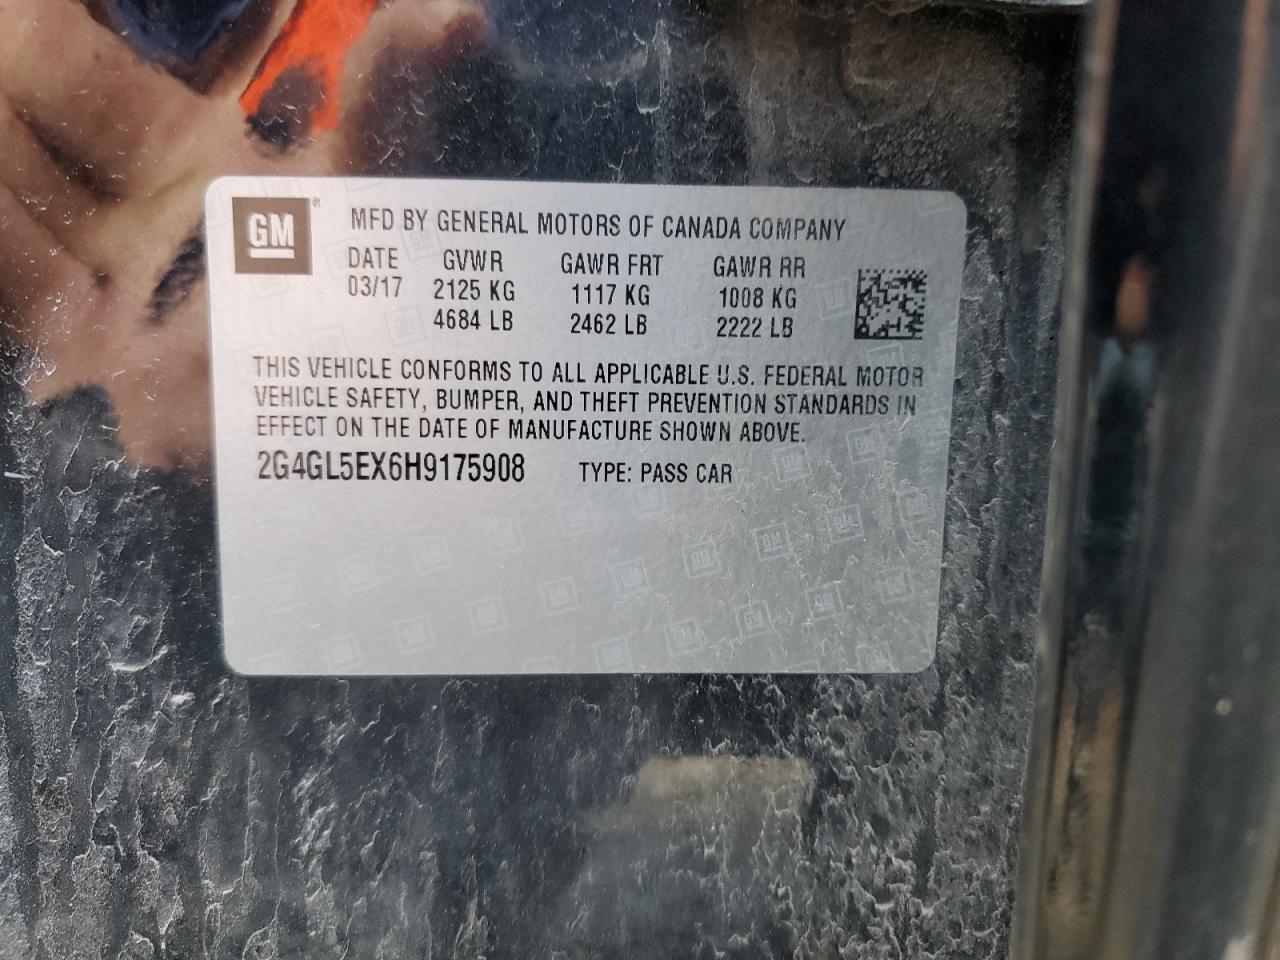 GM®
MFD BY GENERAL MOTORS OF CANADA COMPANY
DATE GVWR GAWR FRT GAWR RR
03/17 2125 KG 1117 KG 1008 KG
4684 LB 2462 LB 2222 LB
THIS VEHICLE CONFORMS TO ALL APPLICABLE U.S. FEDERAL MOTOR
VEHICLE SAFETY, BUMPER, AND THEFT PREVENTION STANDARDS IN
EFFECT ON THE DATE OF MANUFACTURE SHOWN ABOVE.
2G4GL5EX6H9175908 TYPE: PASS CAR